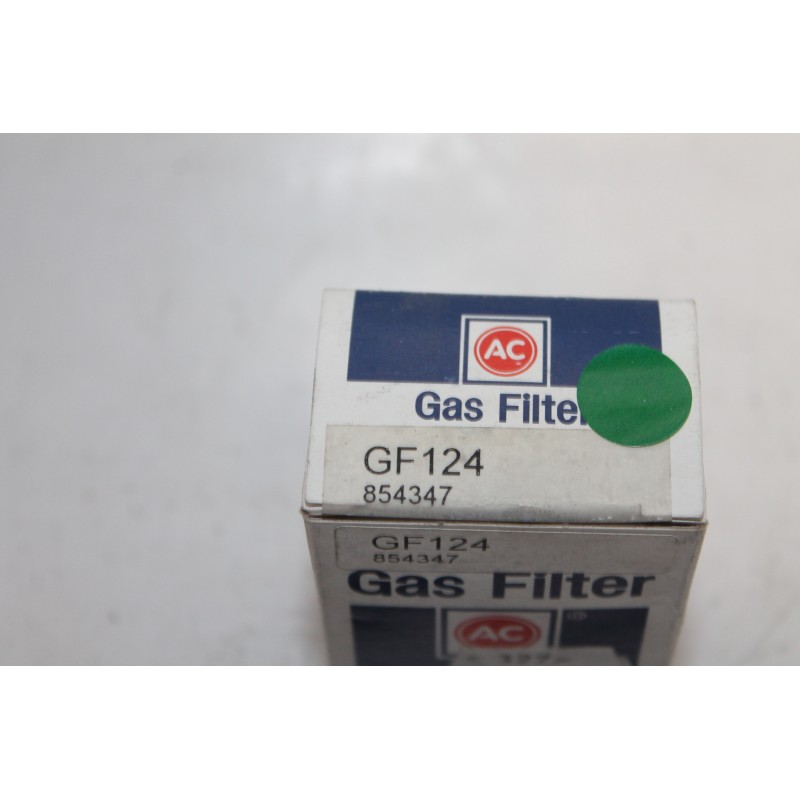 AC
Gas Filter
GF124
854347
GF124
854347
Gas Filter
AC ®